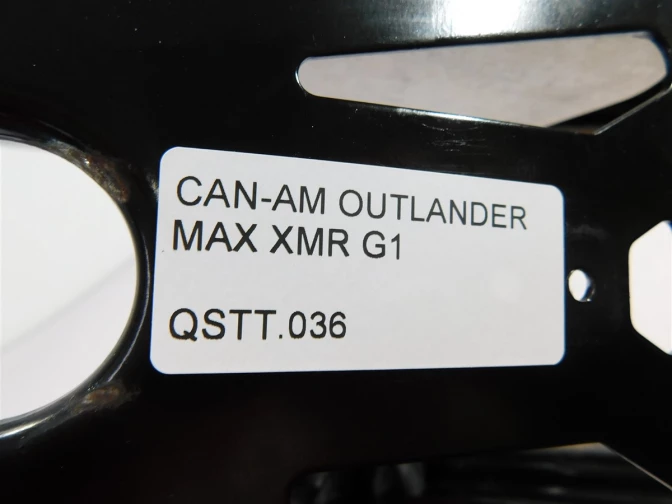 CAN-AM OUTLANDER
MAX XMR G1
QSTT.036